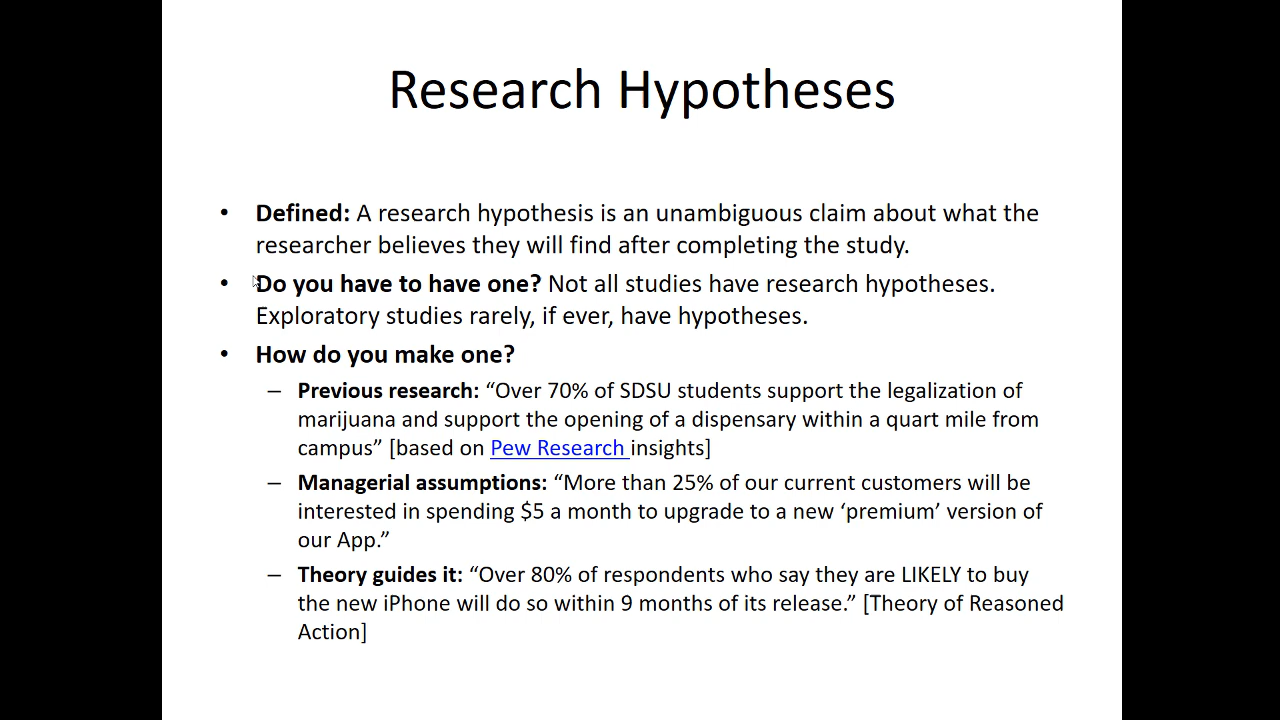 Research Hypotheses
• Defined: A research hypothesis is an unambiguous claim about what the
researcher believes they will find after completing the study.
• Do you have to have one? Not all studies have research hypotheses.
Exploratory studies rarely, if ever, have hypotheses.
• How do you make one?
– Previous research: “Over 70% of SDSU students support the legalization of
marijuana and support the opening of a dispensary within a quart mile from
campus” [based on Pew Research insights]
– Managerial assumptions: “More than 25% of our current customers will be
interested in spending $5 a month to upgrade to a new ‘premium’ version of
our App.”
– Theory guides it: “Over 80% of respondents who say they are LIKELY to buy
the new iPhone will do so within 9 months of its release.” [Theory of Reasoned
Action]